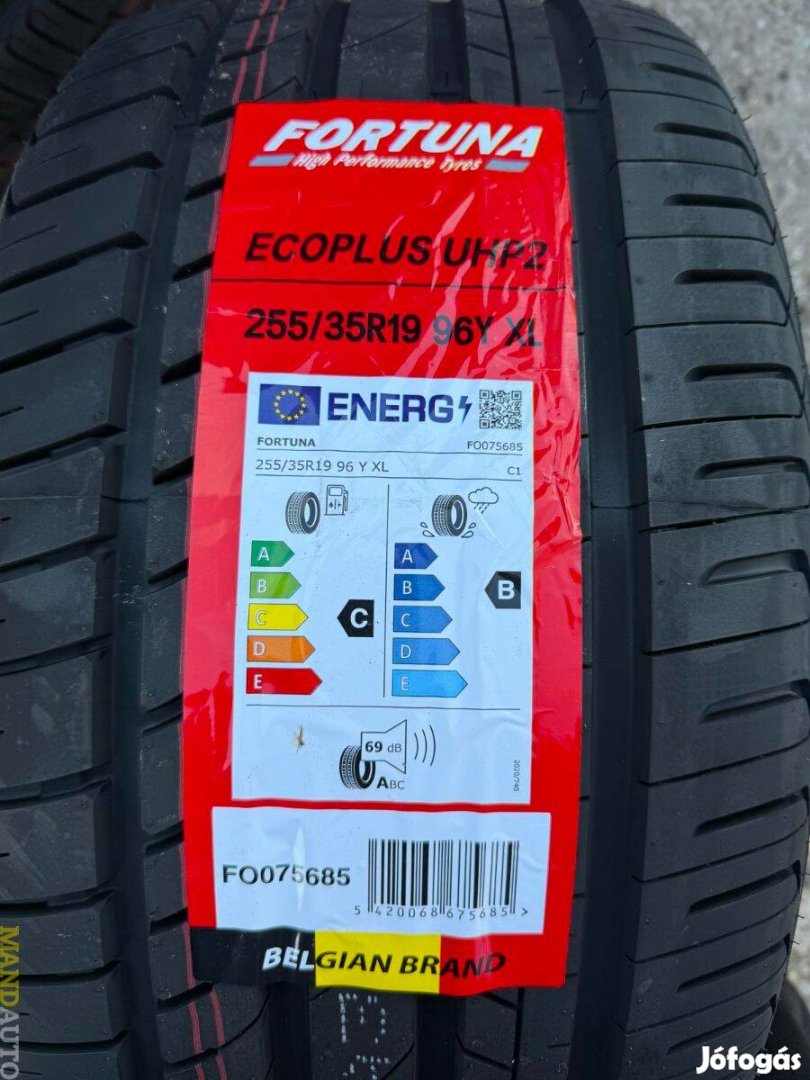 FORTUNA
High Performance Tyres
ECOPLUS UHP2
255/35R19 96Y XL
ENERG
FORTUNA FO075685
255/35R19 96 Y XL C1
A A
B B B
C C C
D D
E E
69 dB
ABC
2020/740
FO075685
5 420068 675685 >
BELGIAN BRAND
MANDAUTO
Jófogás